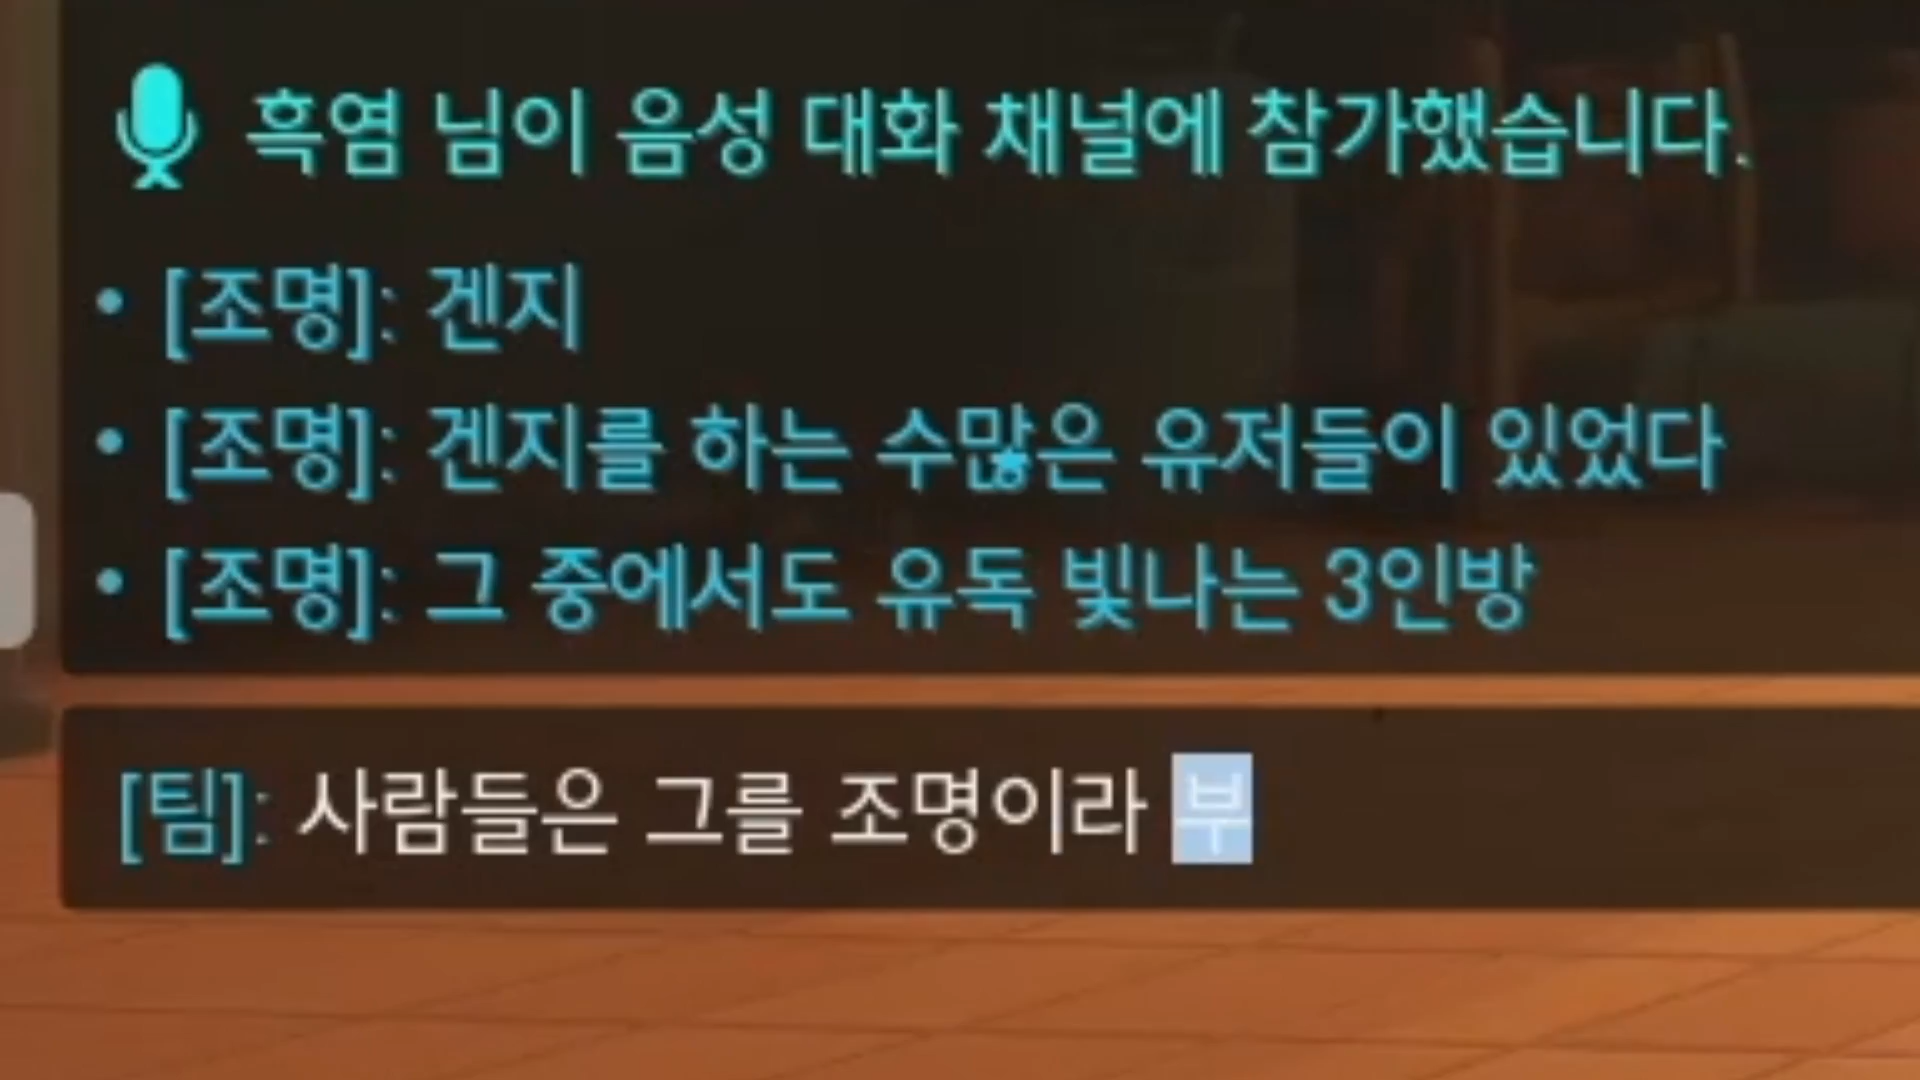 흑염 님이 음성 대화 채널에 참가했습니다.
• [조명]: 겐지
• [조명]: 겐지를 하는 수많은 유저들이 있었다
• [조명]: 그 중에서도 유독 빛나는 3인방
[팀]: 사람들은 그를 조명이라 부